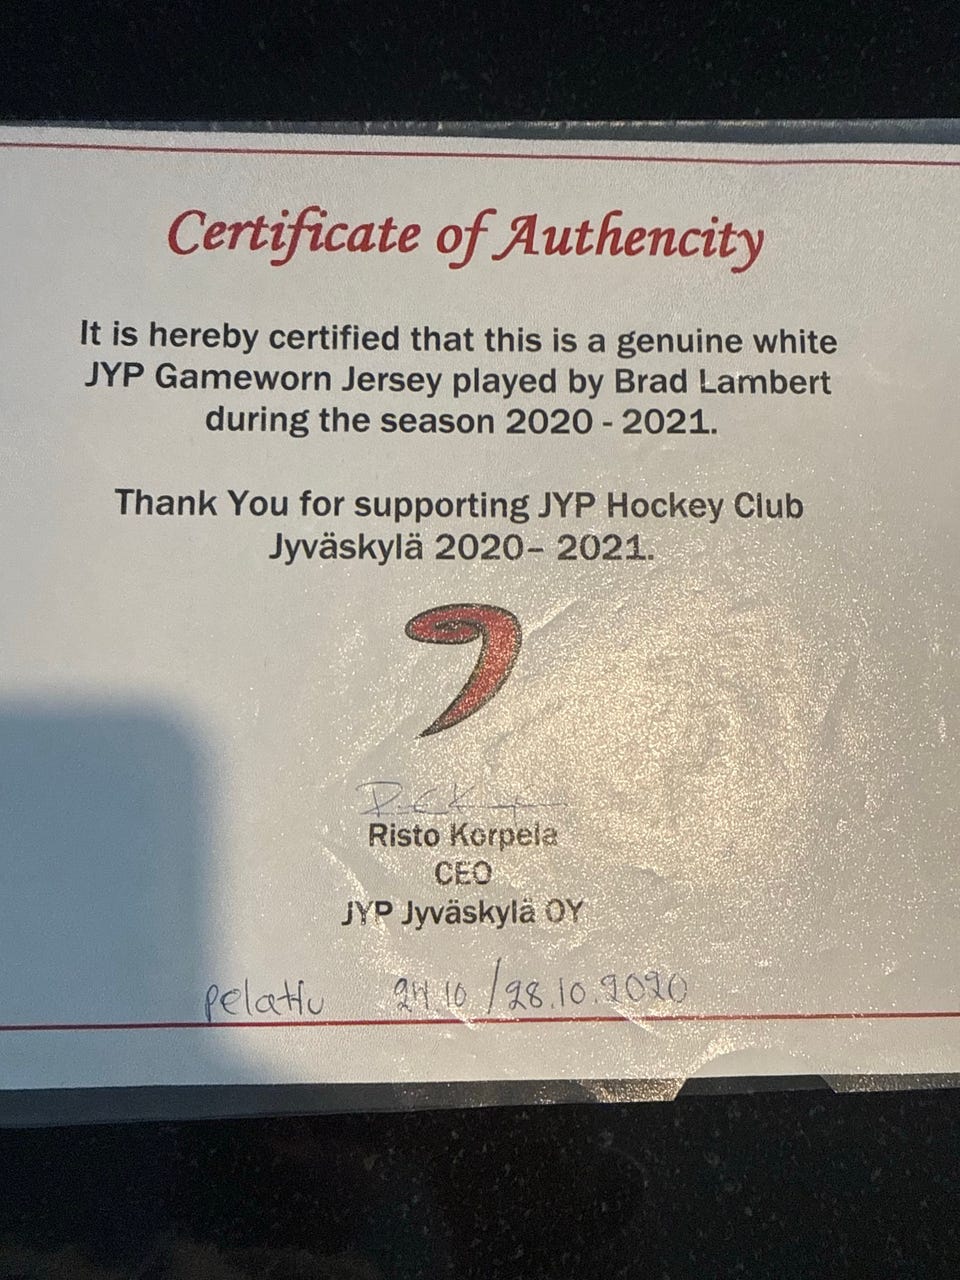 Certificate of Authencity
It is hereby certified that this is a genuine white
JYP Gameworn Jersey played by Brad Lambert
during the season 2020 - 2021.
Thank You for supporting JYP Hockey Club
Jyväskylä 2020– 2021.
Risto Korpela
CEO
JYP Jyväskylä OY
pelattu 24.10 /28.10.2020